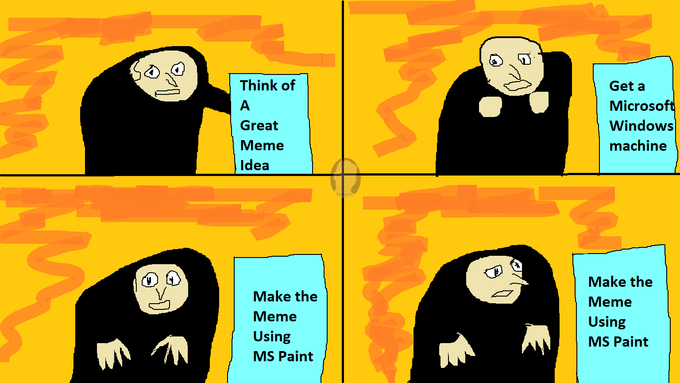 Think of
A
Great
Meme
Idea
Get a
Microsoft
Windows
machine
Make the
Meme
Using
MS Paint
Make the
Meme
Using
MS Paint